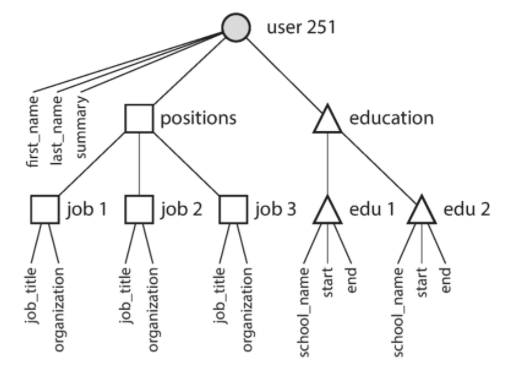 user 251
first_name
last_name
summary
positions
education
job 1
job 2
job 3
edu 1
edu 2
job_title
organization
job_title
organization
job_title
organization
school_name
start
end
school_name
start
end